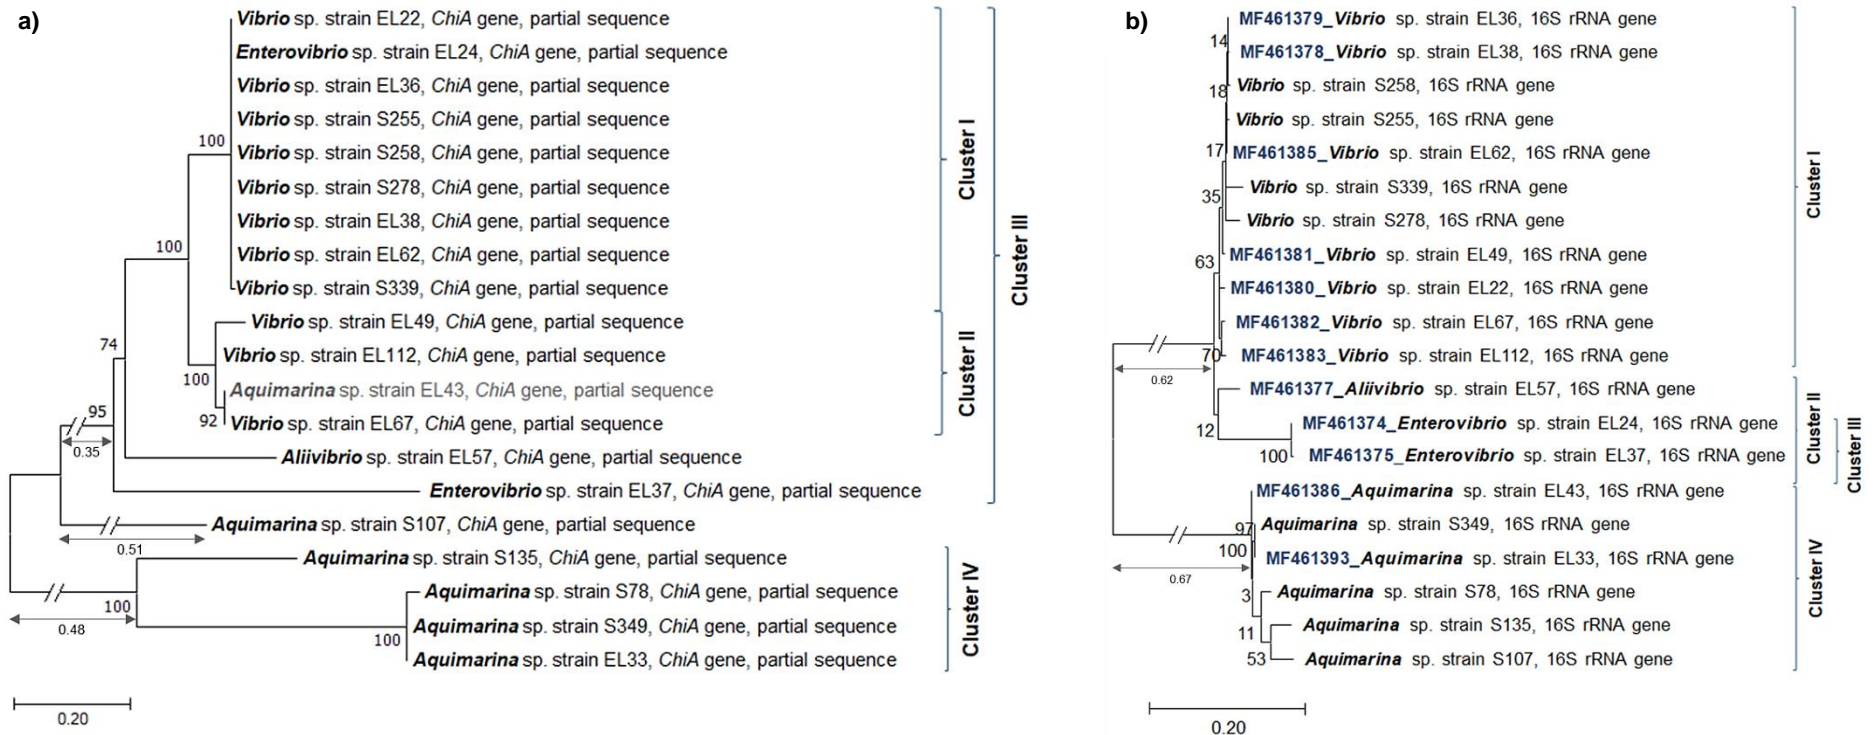 a)
Vibrio sp. strain EL22, ChiA gene, partial sequence
Enterovibrio sp. strain EL24, ChiA gene, partial sequence
Vibrio sp. strain EL36, ChiA gene, partial sequence
Vibrio sp. strain S255, ChiA gene, partial sequence
100
Vibrio sp. strain S258, ChiA gene, partial sequence
Vibrio sp. strain S278, ChiA gene, partial sequence
Vibrio sp. strain EL38, ChiA gene, partial sequence
100
Vibrio sp. strain EL62, ChiA gene, partial sequence
Vibrio sp. strain S339, ChiA gene, partial sequence
Cluster I
Vibrio sp. strain EL49, ChiA gene, partial sequence
74
Vibrio sp. strain EL112, ChiA gene, partial sequence
100
Aquimarina sp. strain EL43, ChiA gene, partial sequence
92
Vibrio sp. strain EL67, ChiA gene, partial sequence
Cluster II
95
0.35
Aliivibrio sp. strain EL57, ChiA gene, partial sequence
Enterovibrio sp. strain EL37, ChiA gene, partial sequence
Cluster III
Aquimarina sp. strain S107, ChiA gene, partial sequence
0.51
Aquimarina sp. strain S135, ChiA gene, partial sequence
Aquimarina sp. strain S78, ChiA gene, partial sequence
100
0.48
Aquimarina sp. strain S349, ChiA gene, partial sequence
100
Aquimarina sp. strain EL33, ChiA gene, partial sequence
Cluster IV
0.20
b)
MF461379_Vibrio sp. strain EL36, 16S rRNA gene
14
MF461378_Vibrio sp. strain EL38, 16S rRNA gene
18
Vibrio sp. strain S258, 16S rRNA gene
Vibrio sp. strain S255, 16S rRNA gene
17
MF461385_Vibrio sp. strain EL62, 16S rRNA gene
35
Vibrio sp. strain S339, 16S rRNA gene
Vibrio sp. strain S278, 16S rRNA gene
63
MF461381_Vibrio sp. strain EL49, 16S rRNA gene
MF461380_Vibrio sp. strain EL22, 16S rRNA gene
MF461382_Vibrio sp. strain EL67, 16S rRNA gene
70
MF461383_Vibrio sp. strain EL112, 16S rRNA gene
Cluster I
0.62
MF461377_Aliivibrio sp. strain EL57, 16S rRNA gene
12
MF461374_Enterovibrio sp. strain EL24, 16S rRNA gene
100
MF461375_Enterovibrio sp. strain EL37, 16S rRNA gene
Cluster II
Cluster III
MF461386_Aquimarina sp. strain EL43, 16S rRNA gene
97
Aquimarina sp. strain S349, 16S rRNA gene
100
MF461393_Aquimarina sp. strain EL33, 16S rRNA gene
0.67
3
Aquimarina sp. strain S78, 16S rRNA gene
11
Aquimarina sp. strain S135, 16S rRNA gene
53
Aquimarina sp. strain S107, 16S rRNA gene
Cluster IV
0.20